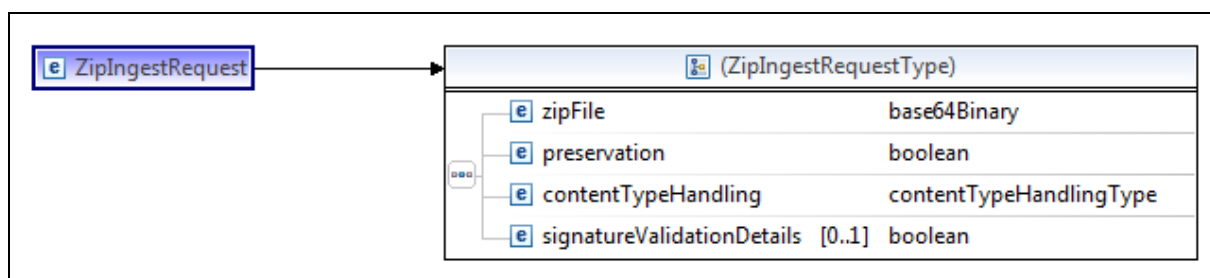 e ZipIngestRequest
(ZipIngestRequestType)
e zipFile base64Binary
e preservation boolean
e contentTypeHandling contentTypeHandlingType
e signatureValidationDetails [0..1] boolean